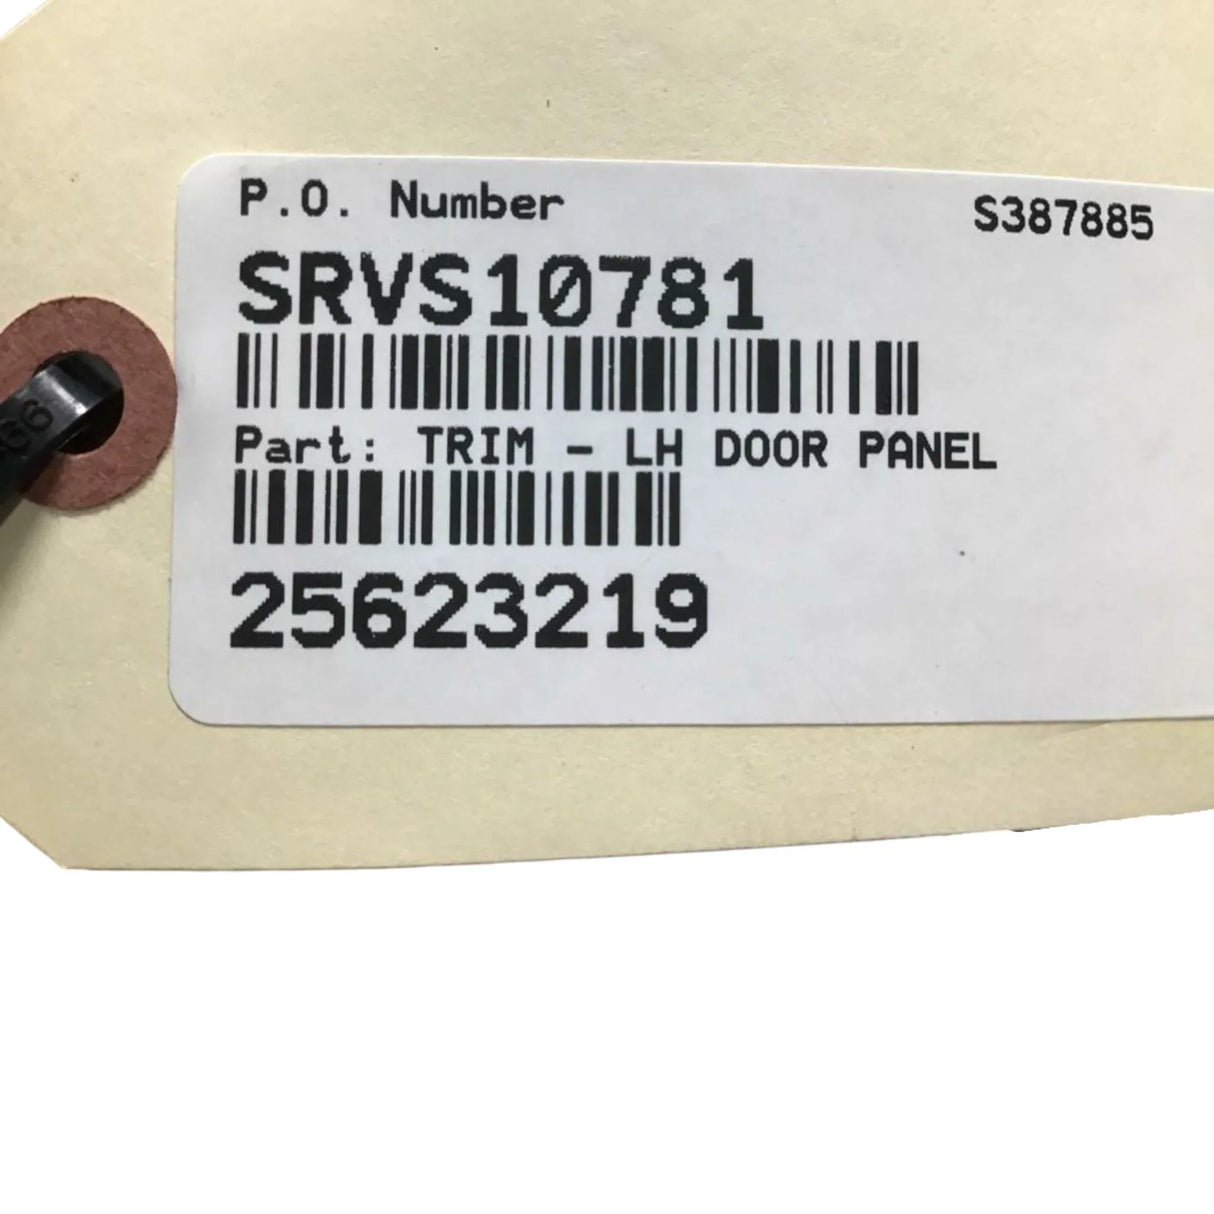 P.O. Number S387885
SRVS10781
Part: TRIM - LH DOOR PANEL
25623219